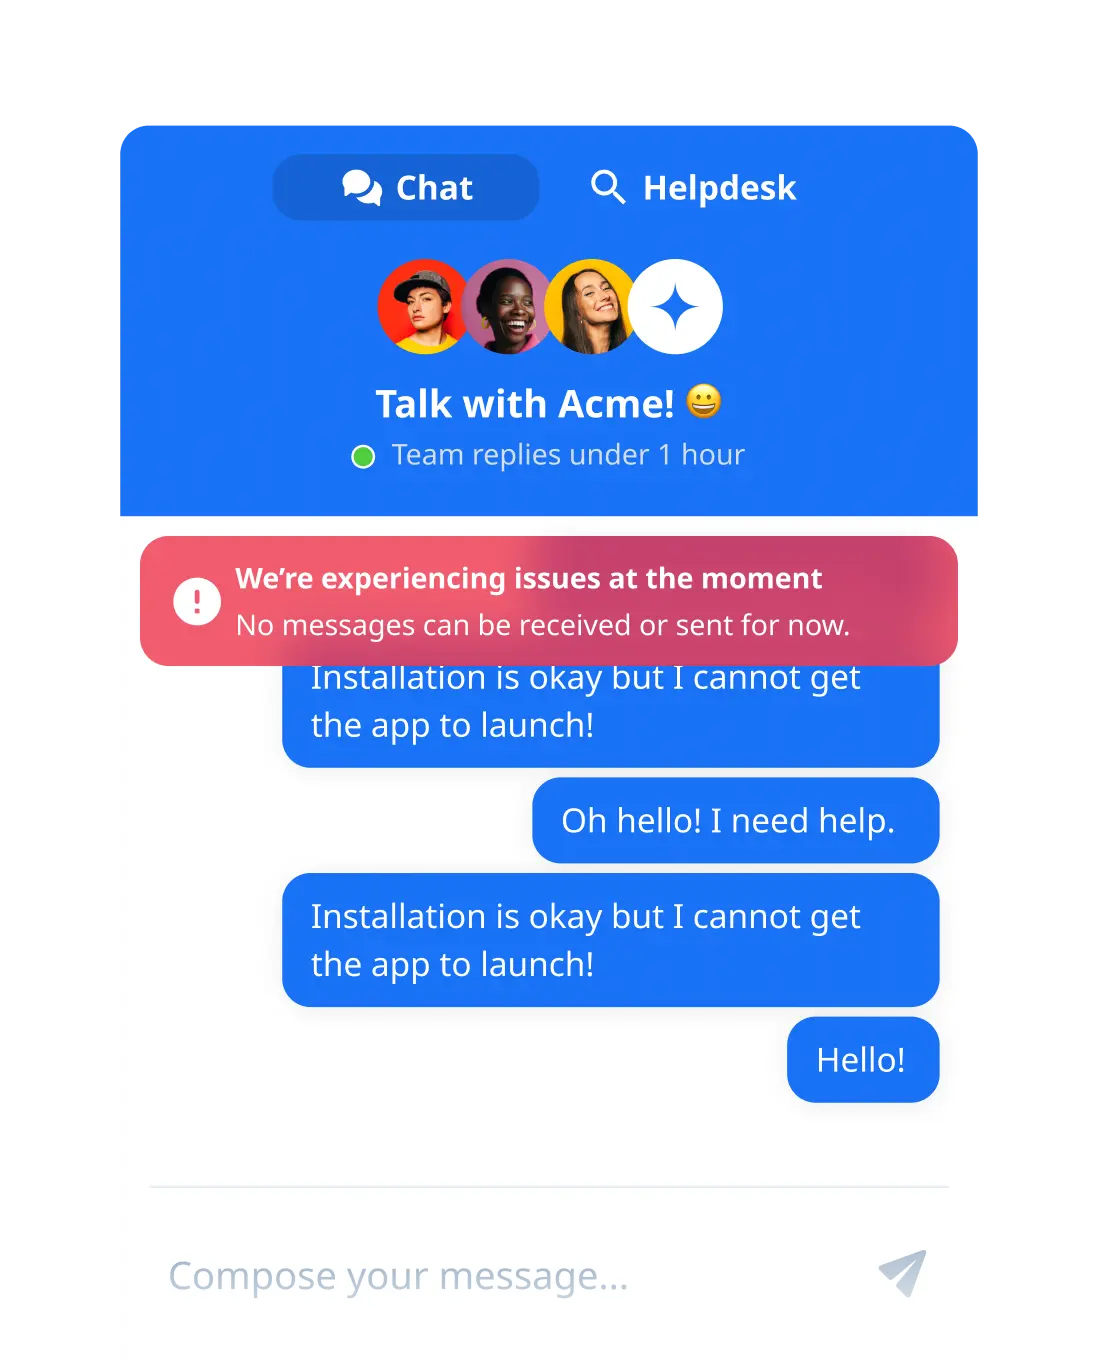 Chat
Helpdesk
Talk with Acme! 😀
Team replies under 1 hour
We’re experiencing issues at the moment
No messages can be received or sent for now.
Installation is okay but I cannot get
the app to launch!
Oh hello! I need help.
Installation is okay but I cannot get
the app to launch!
Hello!
Compose your message...